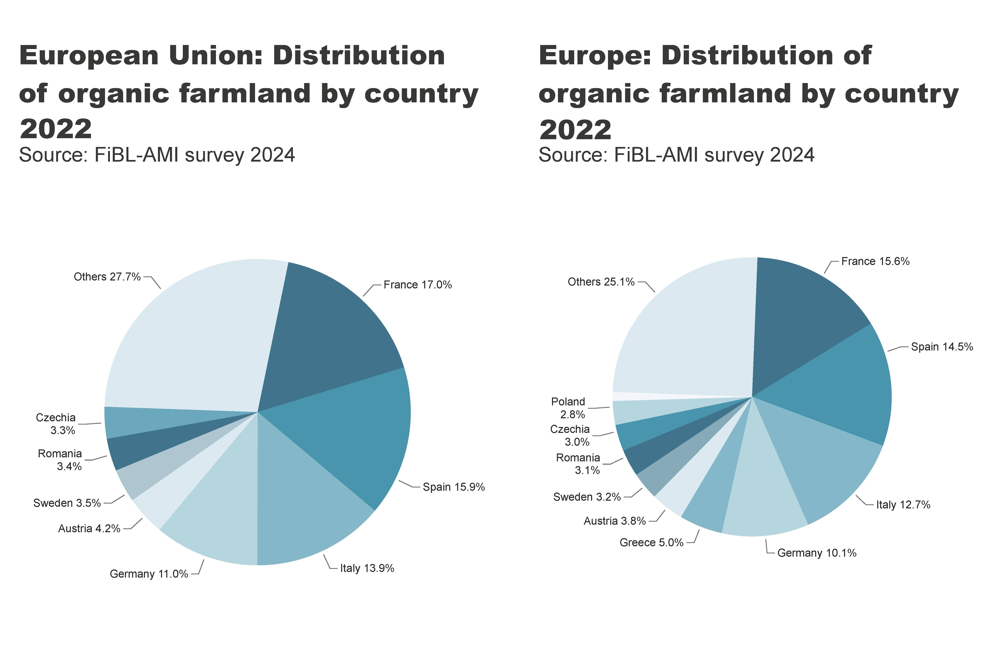 European Union: Distribution
of organic farmland by country
2022
Source: FiBL-AMI survey 2024
Others 27.7%
France 17.0%
Czechia
3.3%
Romania
3.4%
Spain 15.9%
Sweden 3.5%
Austria 4.2%
Italy 13.9%
Germany 11.0%
Europe: Distribution of
organic farmland by country
2022
Source: FiBL-AMI survey 2024
France 15.6%
Others 25.1%
Spain 14.5%
Poland
2.8%
Czechia
3.0%
Romania
3.1%
Sweden 3.2%
Italy 12.7%
Austria 3.8%
Greece 5.0%
Germany 10.1%